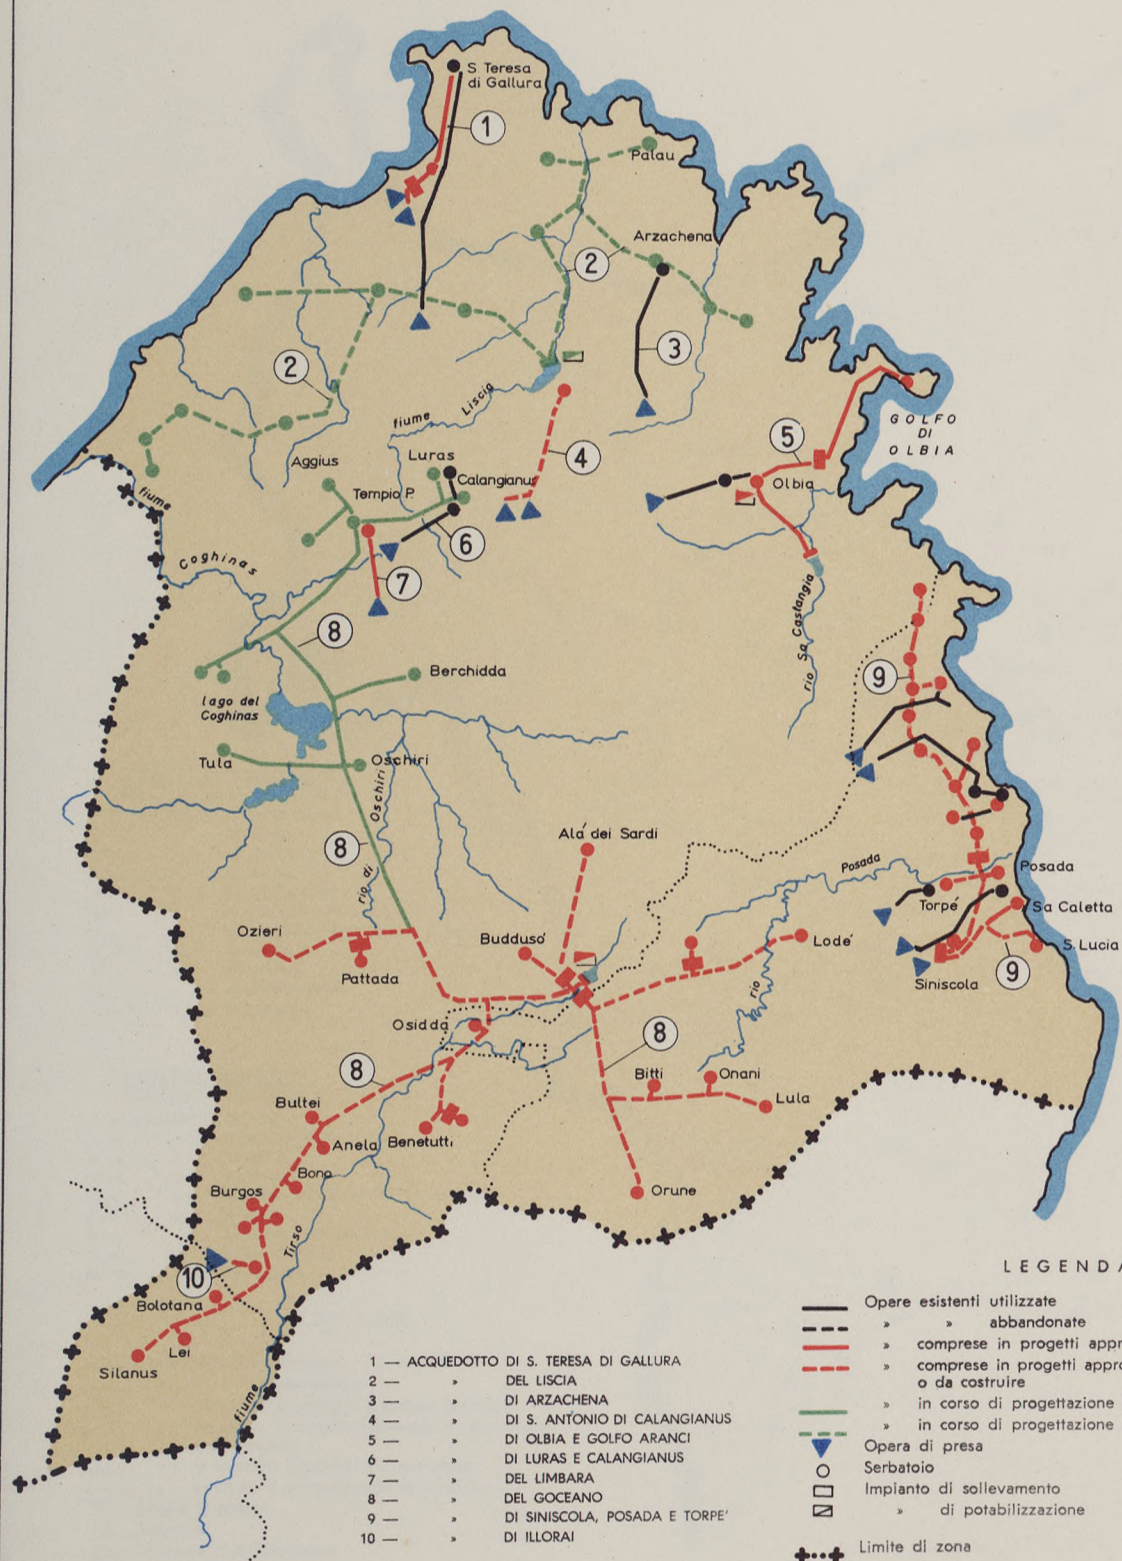 S. Teresa
di Gallura
1
Palau
Arzachena
2
3
2
fiume Liscia
GOLFO
DI
OLBIA
5
4
Luras
Aggius
Calangianus
Tempio P.
Olbia
fiume
Coghinas
6
7
8
rio Sa Castangia
Berchidda
9
lago del
Coghinas
Tula
Oschiri
rio di Oschiri
8
Alá dei Sardi
Posada
Posada
Torpé
Sa Caletta
Ozieri
Buddusó
Lodé
S. Lucia
Pattada
9
Siniscola
rio
Osidda
8
8
Bitti
Onani
Lula
Bultei
Anela
Benetutti
Bono
Burgos
Orune
Tirso
10
Bolotana
Lei
Silanus
fiume
1 — ACQUEDOTTO DI S. TERESA DI GALLURA
2 — » DEL LISCIA
3 — » DI ARZACHENA
4 — » DI S. ANTONIO DI CALANGIANUS
5 — » DI OLBIA E GOLFO ARANCI
6 — » DI LURAS E CALANGIANUS
7 — » DEL LIMBARA
8 — » DEL GOCEANO
9 — » DI SINISCOLA, POSADA E TORPE'
10 — » DI ILLORAI
LEGENDA
Opere esistenti utilizzate
» » abbandonate
» comprese in progetti appr
» comprese in progetti appro
o da costruire
» in corso di progettazione
» in corso di progettazione
Opera di presa
Serbatoio
Impianto di sollevamento
» di potabilizzazione
Limite di zona